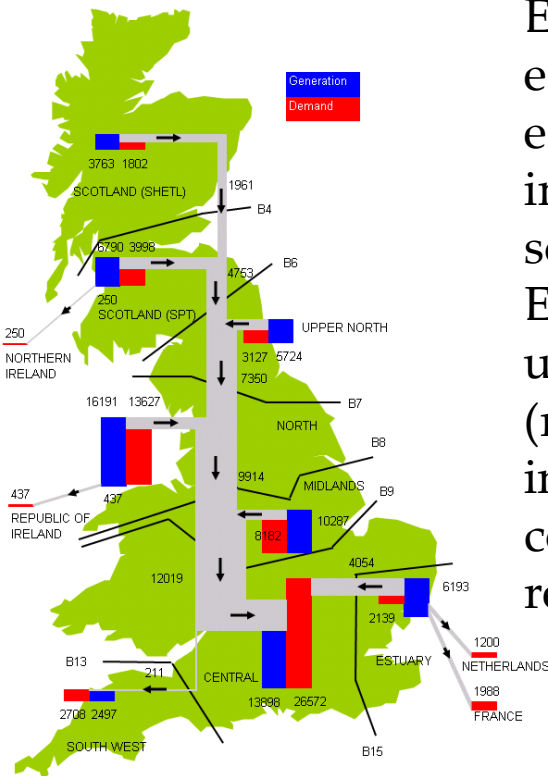 Generation
Demand
3763 1802
SCOTLAND (SHETL)
1961
B4
6790 3998
4753
B6
250
SCOTLAND (SPT)
250
NORTHERN
IRELAND
UPPER NORTH
3127 5724
7350
16191 13627
B7
NORTH
B8
9914
MIDLANDS
B9
437
437
REPUBLIC OF
IRELAND
8182
10287
12019
4054
6193
2139
B13
211
CENTRAL
ESTUARY
1200
NETHERLANDS
2708 2497
13898 26572
1988
FRANCE
SOUTH WEST
B15